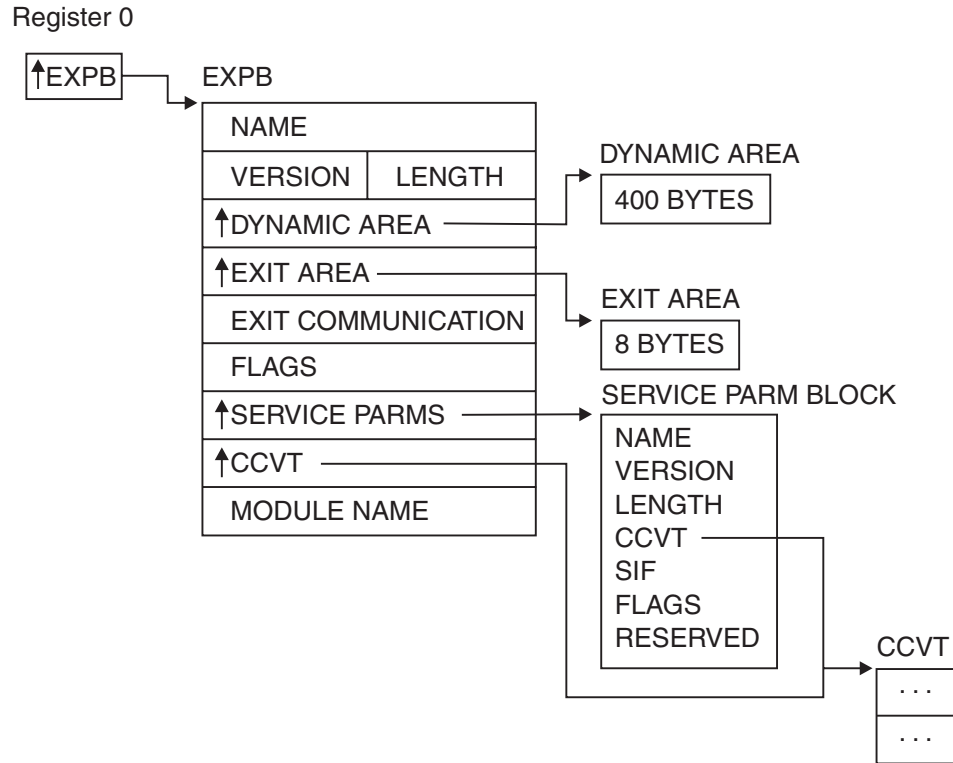 Register 0
↑EXPB
EXPB
NAME
VERSION LENGTH
↑DYNAMIC AREA
↑EXIT AREA
EXIT COMMUNICATION
FLAGS
↑SERVICE PARMS
↑CCVT
MODULE NAME
DYNAMIC AREA
400 BYTES
EXIT AREA
8 BYTES
SERVICE PARM BLOCK
NAME
VERSION
LENGTH
CCVT
SIF
FLAGS
RESERVED
CCVT
. . .
. . .